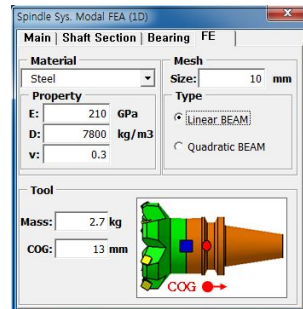 Spindle Sys. Modal FEA (1D)
Main | Shaft Section | Bearing FE
Material
Steel
Property
E: 210 GPa
D: 7800 kg/m3
v: 0.3
Mesh
Size: 10 mm
Type
Linear BEAM
Quadratic BEAM
Tool
Mass: 2.7 kg
COG: 13 mm
COG